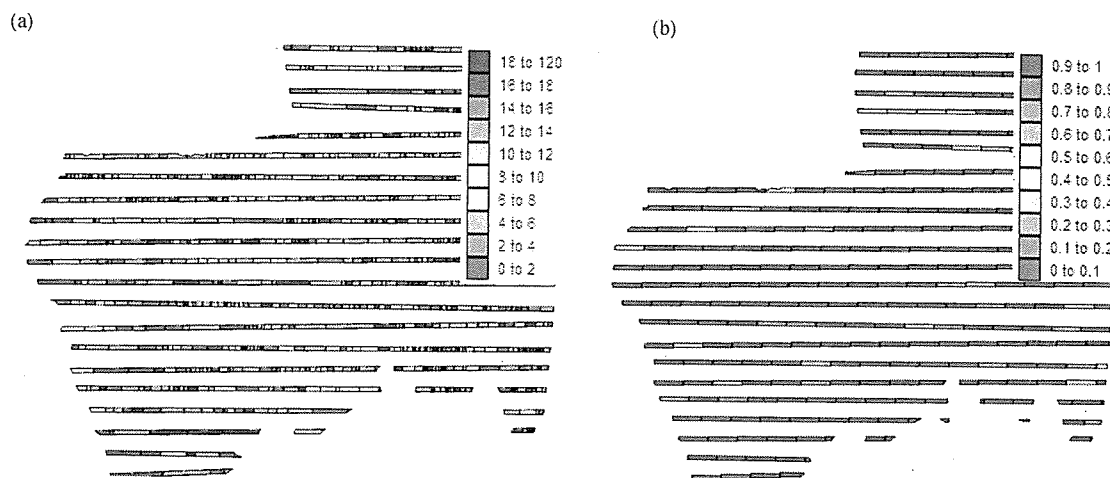 (a)
18 to 120
16 to 18
14 to 16
12 to 14
10 to 12
8 to 10
6 to 8
4 to 6
2 to 4
0 to 2
(b)
0.9 to 1
0.8 to 0.9
0.7 to 0.8
0.6 to 0.7
0.5 to 0.6
0.4 to 0.5
0.3 to 0.4
0.2 to 0.3
0.1 to 0.2
0 to 0.1